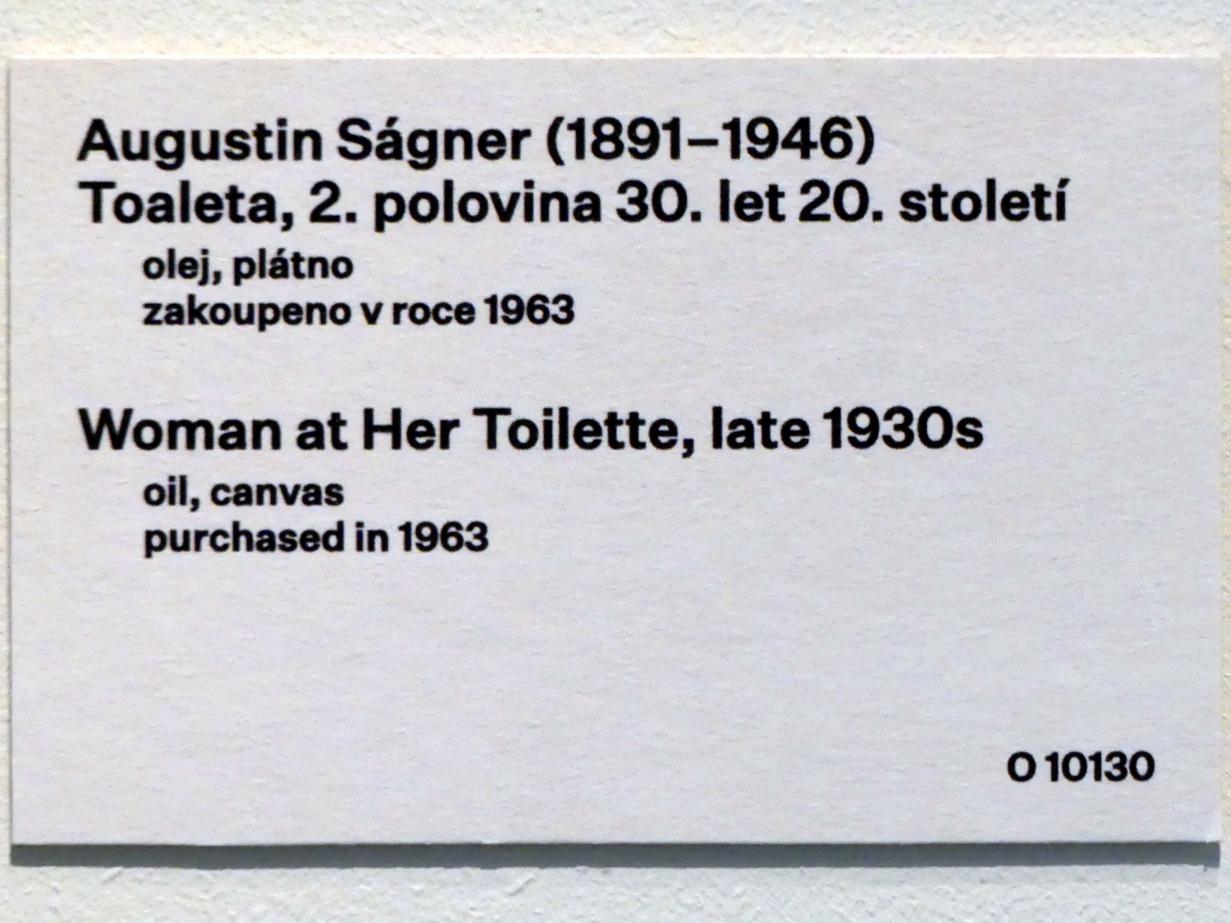 Augustin Ságner (1891–1946)
Toaleta, 2. polovina 30. let 20. století
olej, plátno
zakoupeno v roce 1963
Woman at Her Toilette, late 1930s
oil, canvas
purchased in 1963
O 10130